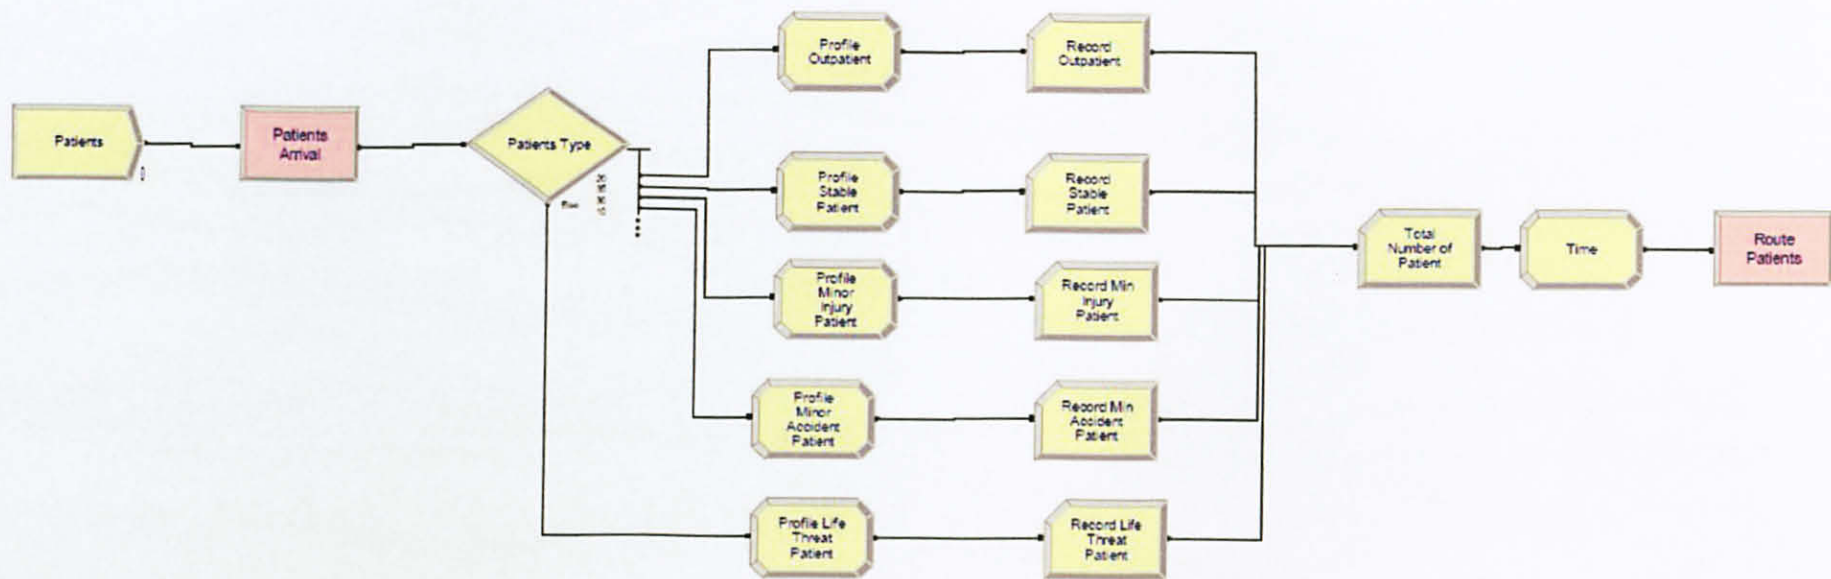 Patients
0
Patients
Arrival
Patients Type
Else
Profile
Outpatient
Record
Outpatient
Profile
Stable
Patient
Record
Stable
Patient
Profile
Minor
Injury
Patient
Record Min
Injury
Patient
Profile
Minor
Accident
Patient
Record Min
Accident
Patient
Profile Life
Threat
Patient
Record Life
Threat
Patient
Total
Number of
Patient
Time
Route
Patients